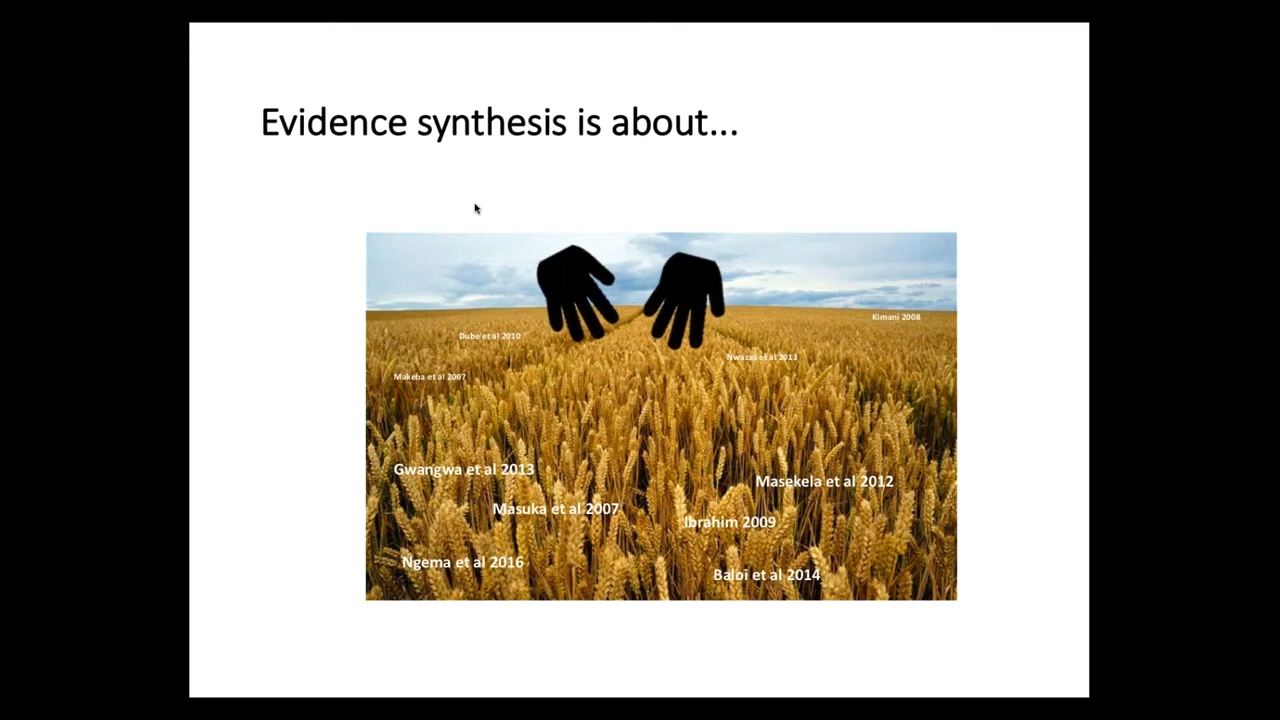 Evidence synthesis is about...
Kimani 2008
Dube et al 2010
Nwazas et al 2013
Makeba et al 2007
Gwangwa et al 2013
Masekela et al 2012
Masuka et al 2007
Ibrahim 2009
Ngema et al 2016
Baloi et al 2014